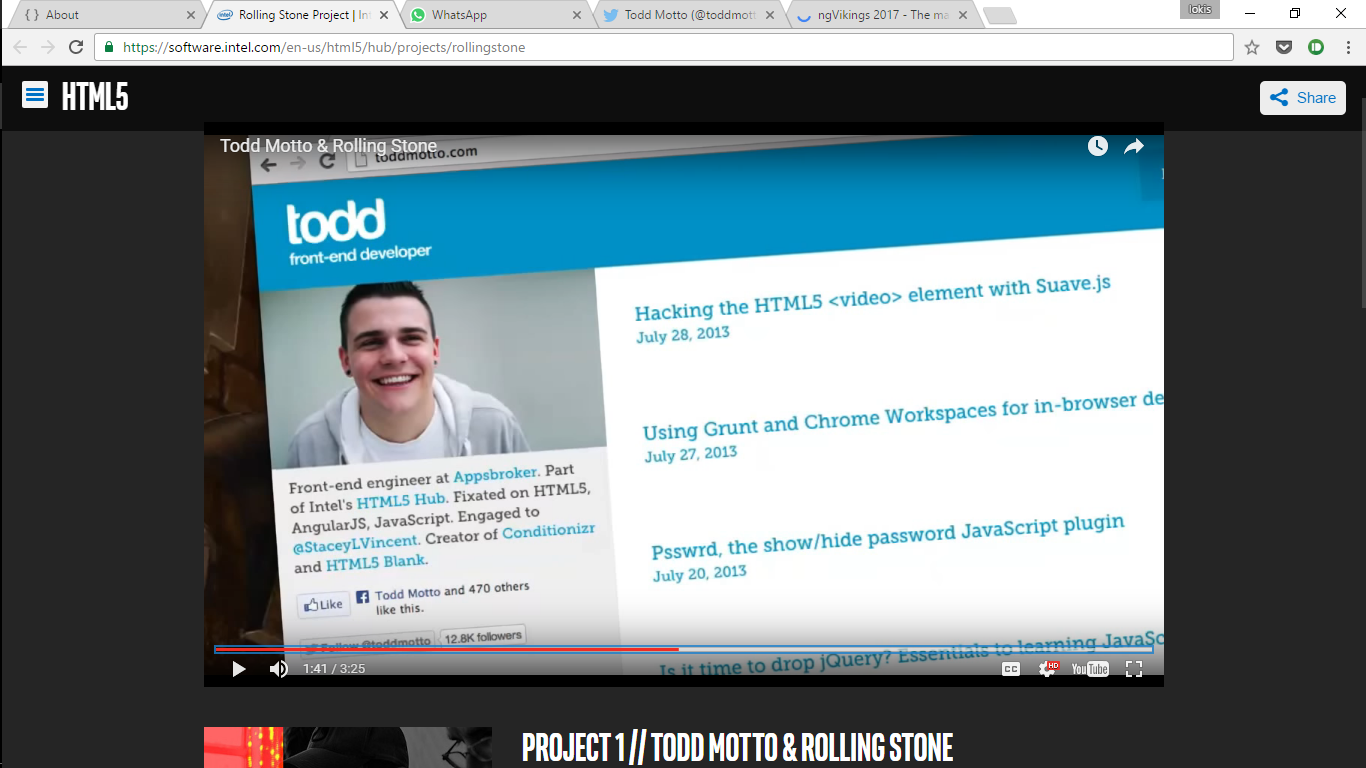 About
Rolling Stone Project | Int
WhatsApp
Todd Motto (@toddmott
ngVikings 2017 - The ma
lokis
https://software.intel.com/en-us/html5/hub/projects/rollingstone
HTML5
Share
Todd Motto & Rolling Stone
toddmotto.com
todd
front-end developer
Hacking the HTML5 <video> element with Suave.js
July 28, 2013
Using Grunt and Chrome Workspaces for in-browser de
July 27, 2013
Psswrd, the show/hide password JavaScript plugin
July 20, 2013
Is it time to drop jQuery? Essentials to learning JavaSc
Front-end engineer at Appsbroker. Part
of Intel's HTML5 Hub. Fixated on HTML5,
AngularJS, JavaScript. Engaged to
@StaceyLVincent. Creator of Conditionizr
and HTML5 Blank.
Like
Todd Motto and 470 others
like this.
Follow @toddmotto
12.8K followers
1:41 / 3:25
CC
HD
YouTube
PROJECT 1 // TODD MOTTO & ROLLING STONE